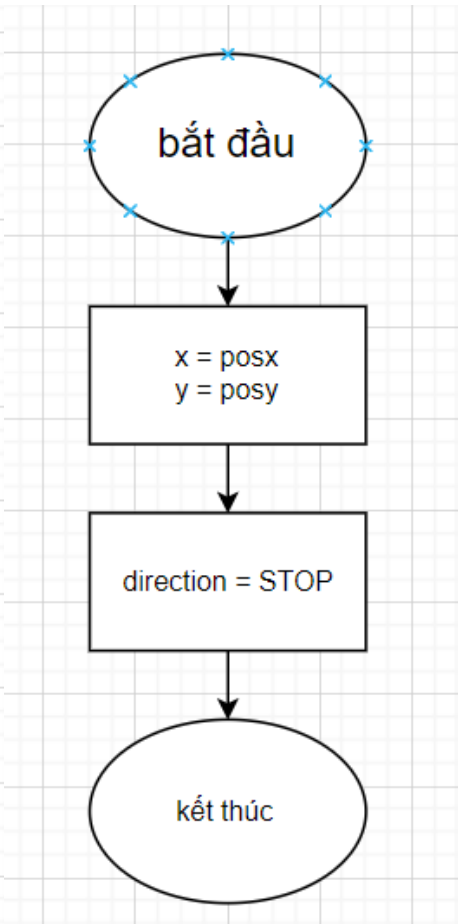 bắt đầu
x = posx
y = posy
direction = STOP
kết thúc